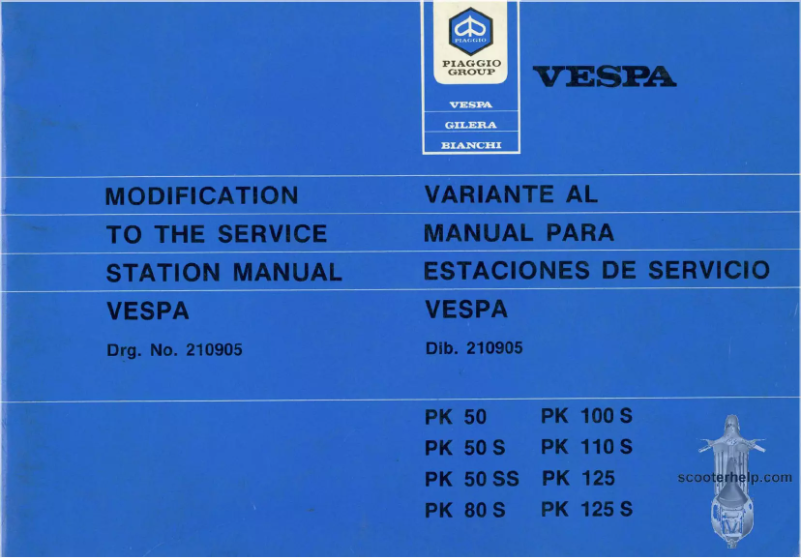 PIAGGIO
PIAGGIO
GROUP
VESPA
GILERA
BIANCHI
VESPA
MODIFICATION
TO THE SERVICE
STATION MANUAL
VESPA
Drg. No. 210905
VARIANTE AL
MANUAL PARA
ESTACIONES DE SERVICIO
VESPA
Dib. 210905
PK 50
PK 50 S
PK 50 SS
PK 80 S
PK 100 S
PK 110 S
PK 125
PK 125 S
scooterhelp.com